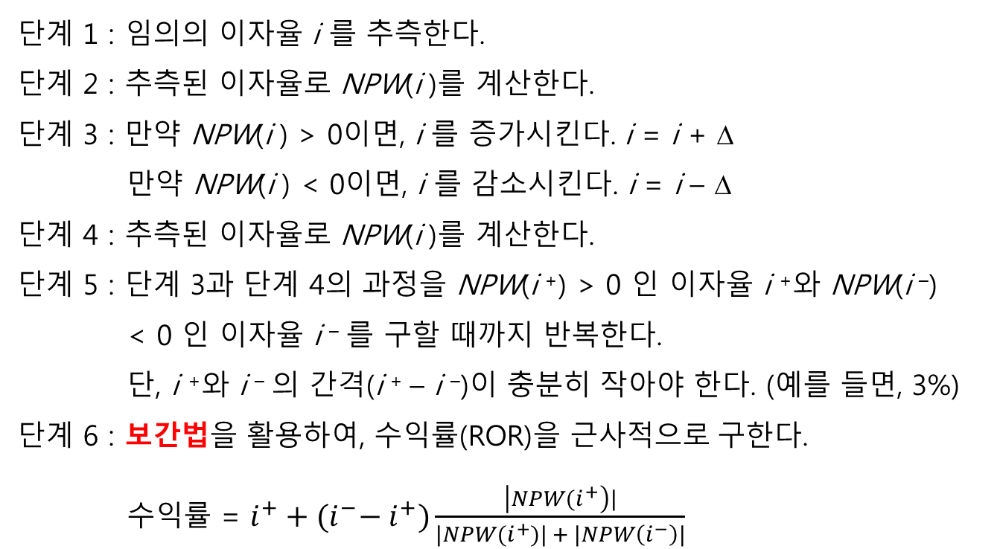 단계 1 : 임의의 이자율 i 를 추측한다.
단계 2 : 추측된 이자율로 NPW(i)를 계산한다.
단계 3 : 만약 NPW(i) > 0이면, i 를 증가시킨다. i = i + Δ
만약 NPW(i) < 0이면, i 를 감소시킨다. i = i – Δ
단계 4 : 추측된 이자율로 NPW(i)를 계산한다.
단계 5 : 단계 3과 단계 4의 과정을 NPW(i⁺) > 0 인 이자율 i⁺와 NPW(i⁻)
< 0 인 이자율 i⁻ 를 구할 때까지 반복한다.
단, i⁺와 i⁻ 의 간격(i⁺ – i⁻)이 충분히 작아야 한다. (예를 들면, 3%)
단계 6 : 보간법을 활용하여, 수익률(ROR)을 근사적으로 구한다.
수익률 = i⁺ + (i⁻ – i⁺) |NPW(i⁺)| / |NPW(i⁺)| + |NPW(i⁻)|